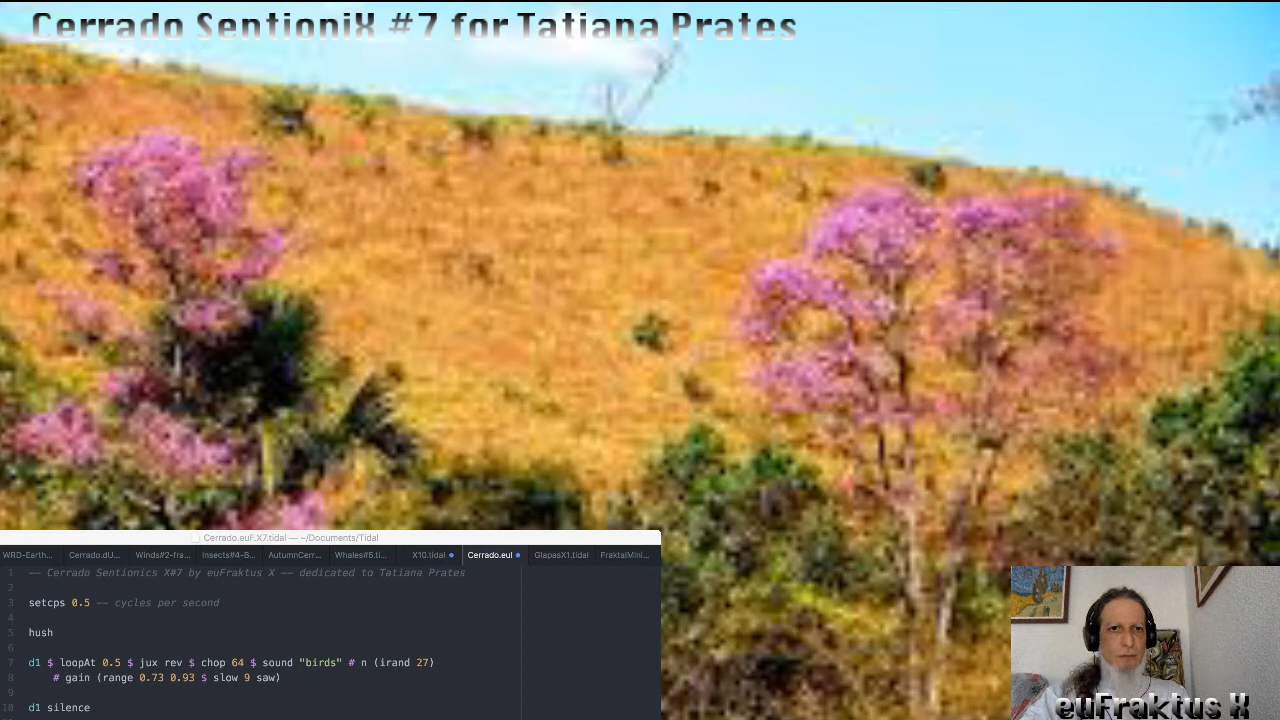 Cerrado SentioniX #7 for Tatiana Prates
Cerrado.euF.X7.tidal — ~/Documents/Tidal
WRD-Earth... Cerrado.dU... Winds#2-fra... Insects#4-B... AutumnCerr... Whales#5.ti... X10.tidal Cerrado.eul GlapasX1.tidal FraktalMini...
1 -- Cerrado Sentionics X#7 by euFraktus X -- dedicated to Tatiana Prates
2
3 setcps 0.5 -- cycles per second
4
5 hush
6
7 d1 $ loopAt 0.5 $ jux rev $ chop 64 $ sound "birds" # n (irand 27)
8 # gain (range 0.73 0.93 $ slow 9 saw)
9
10 d1 silence
euFraktus X